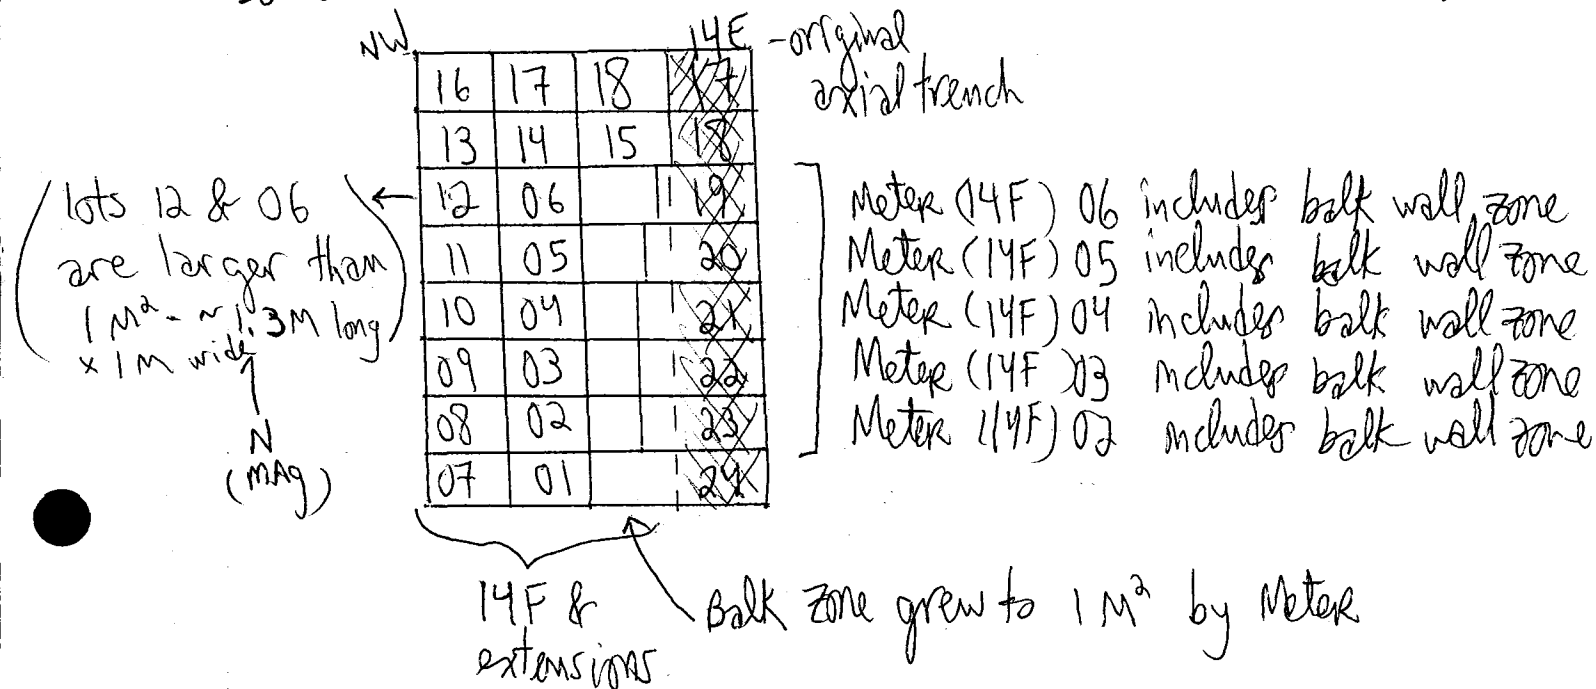 NW 14E - original
axial trench
16 17 18 17
13 14 15 18
12 06 19
11 05 20
10 04 21
09 03 22
08 02 23
07 01 24
(lots 12 & 06
are larger than
1 M² - ~1.3M long
x 1M wide)
N
(MAg)
Meter (14F) 06 includes balk wall zone
Meter (14F) 05 includes balk wall zone
Meter (14F) 04 includes balk wall zone
Meter (14F) 03 includes balk wall zone
Meter (14F) 02 includes balk wall zone
14F &
extensions
Balk zone grew to 1 M² by Meter